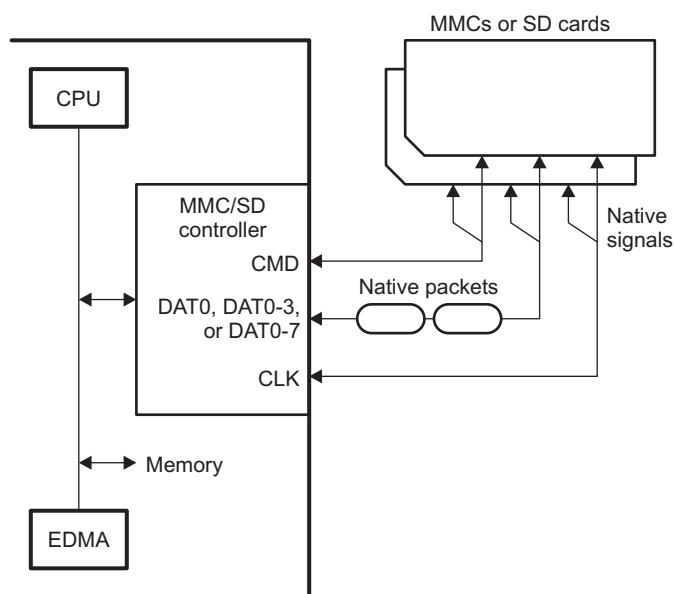 MMCs or SD cards
CPU
MMC/SD
controller
Native
signals
CMD
Native packets
DAT0, DAT0-3,
or DAT0-7
CLK
Memory
EDMA